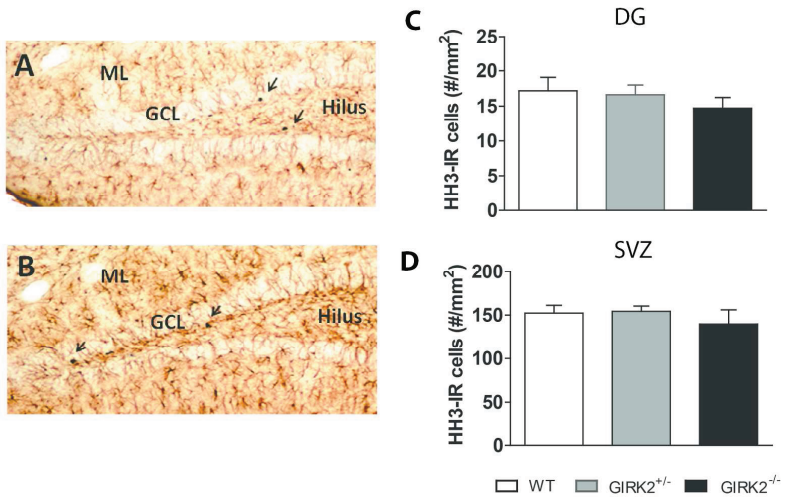 A
ML
GCL
Hilus
B
ML
GCL
Hilus
C
DG
HH3-IR cells (#/mm²)
25
20
15
10
5
0
D
SVZ
HH3-IR cells (#/mm²)
200
150
100
50
0
WT
GIRK2+/-
GIRK2-/-